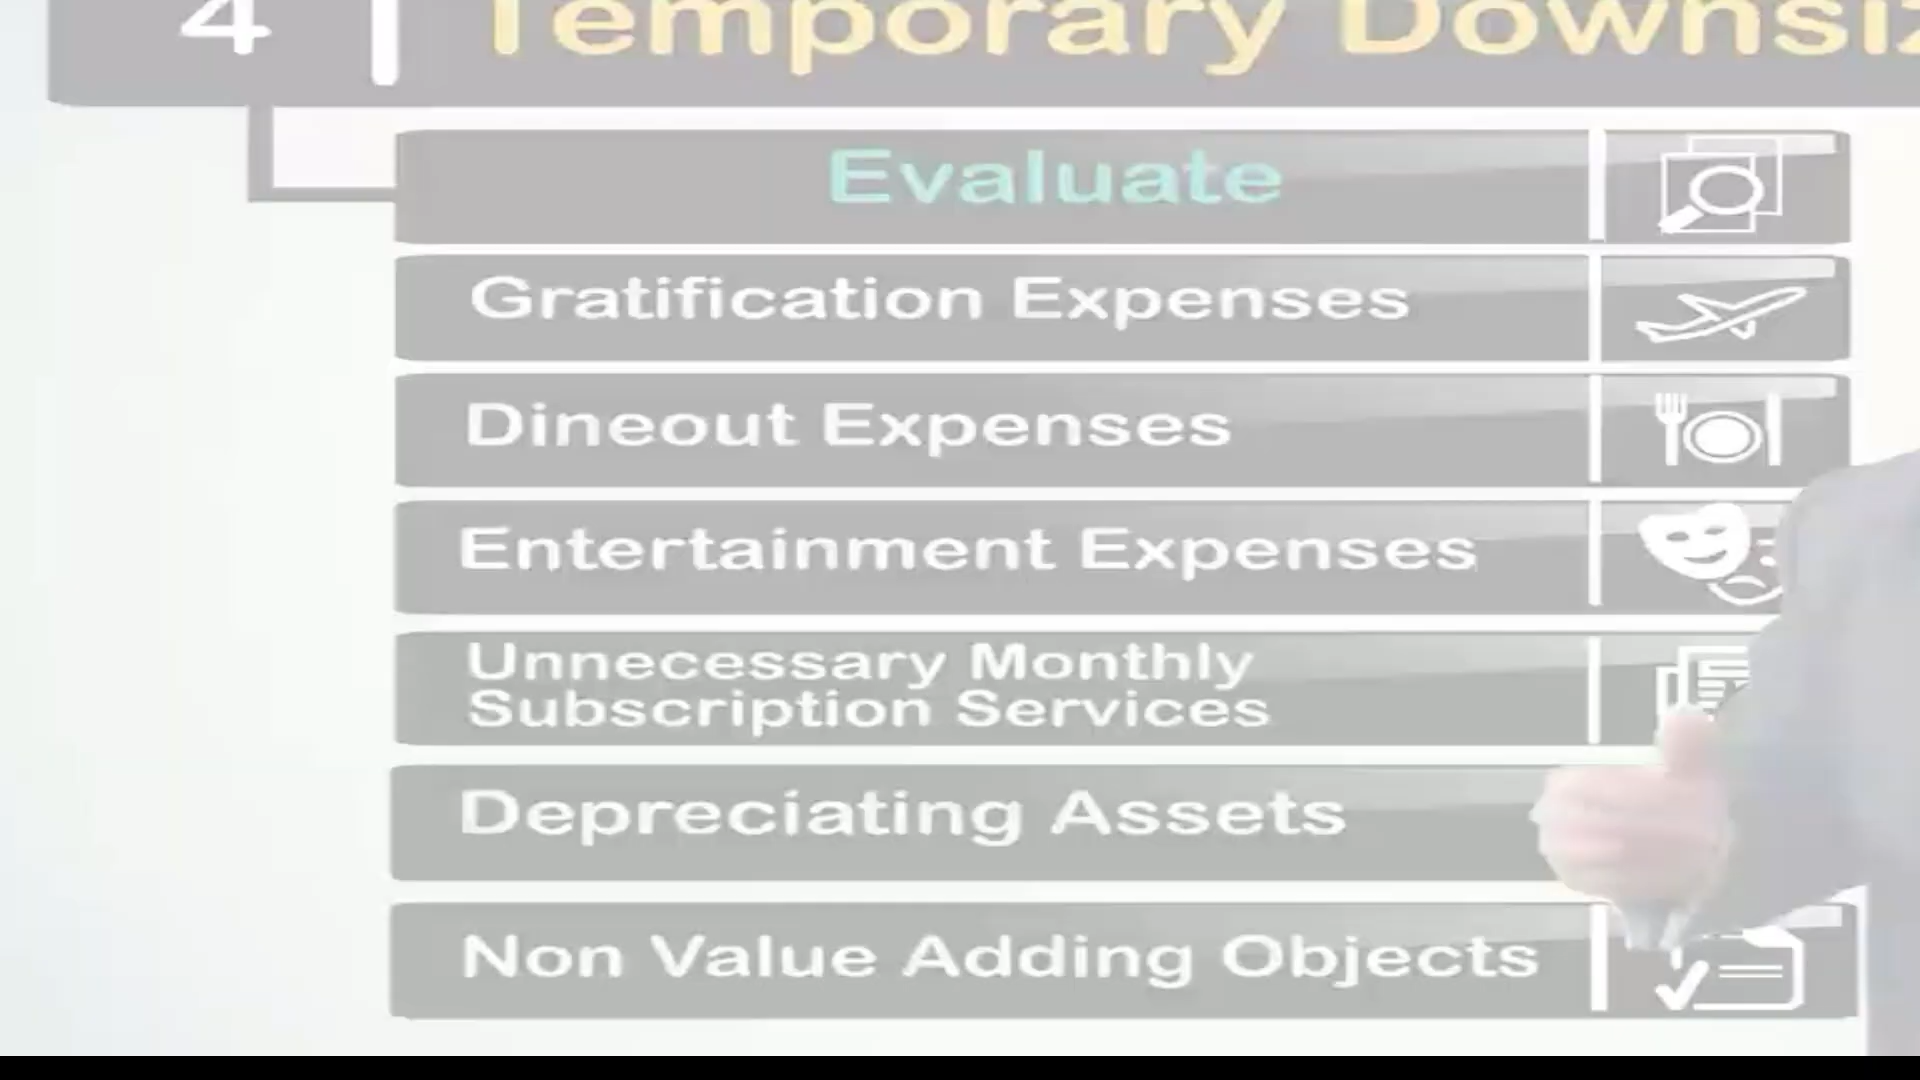 4
Temporary
Evaluate
Gratification Expenses
Dineout Expenses
Entertainment Expenses
Unnecessary Monthly
Subscription Services
Depreciating Assets
Non Value Adding Objects